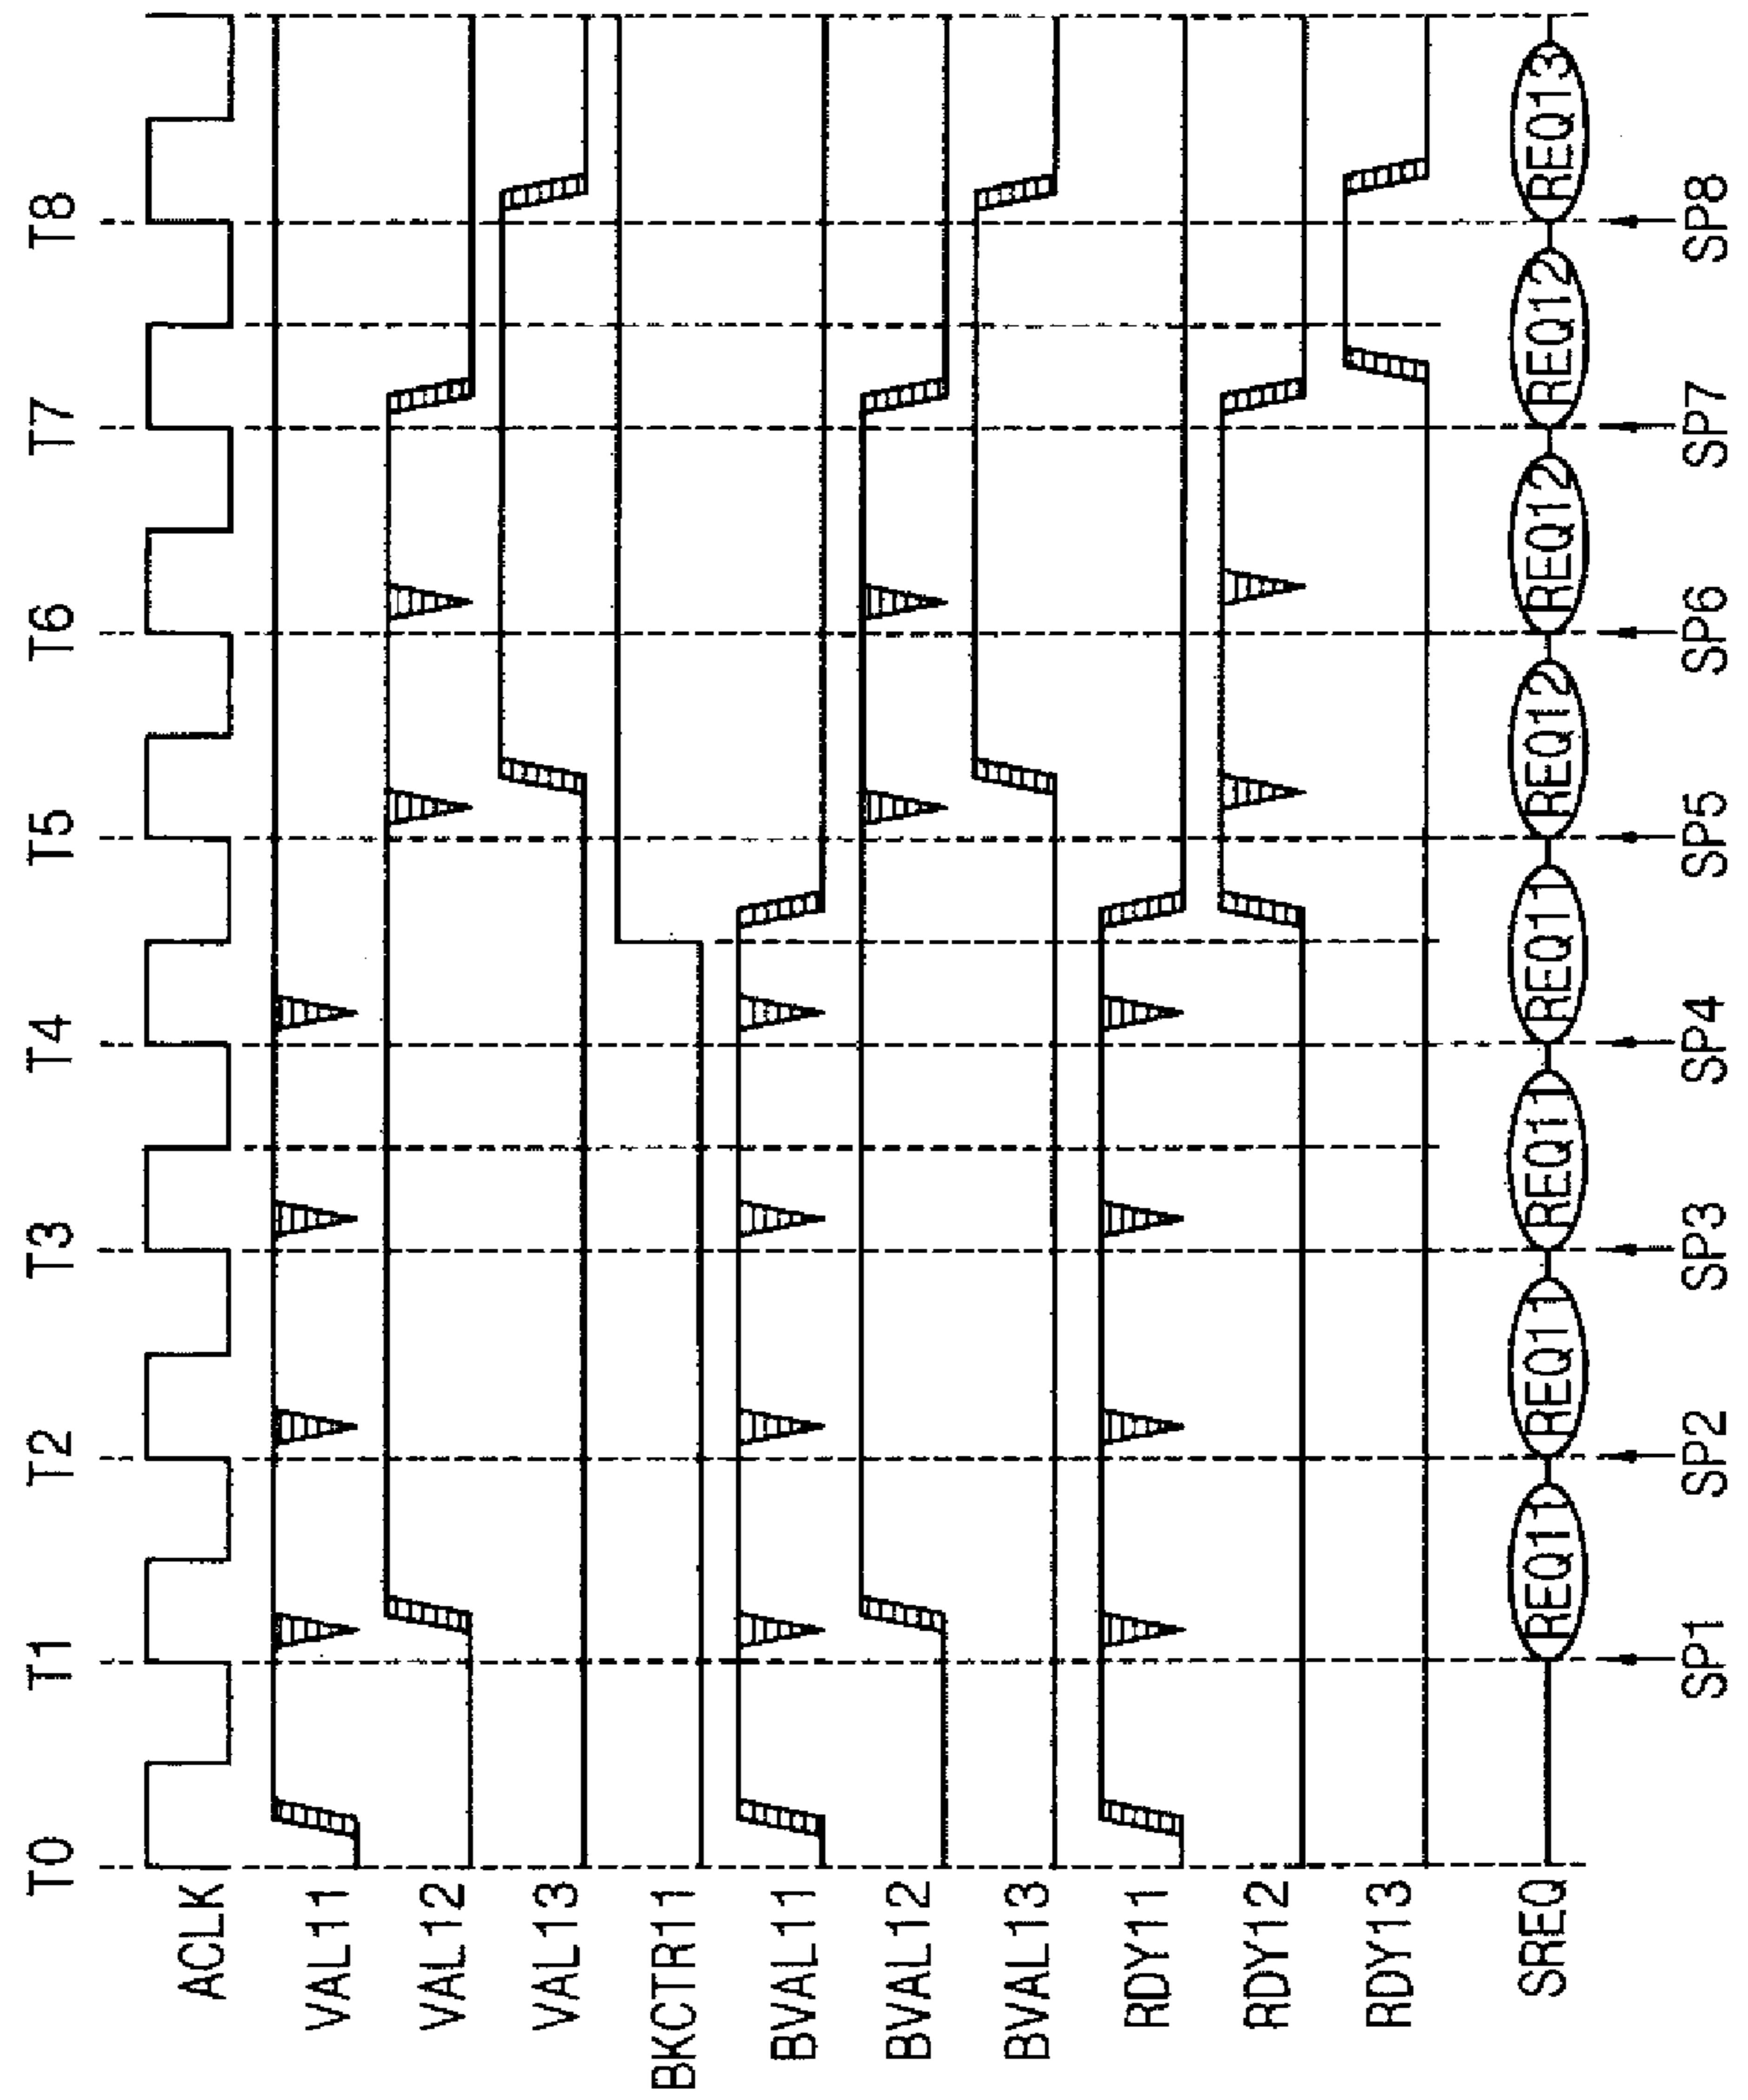 T0 T1 T2 T3 T4 T5 T6 T7 T8
ACLK
VAL11
VAL12
VAL13
BKCTR11
BVAL11
BVAL12
BVAL13
RDY11
RDY12
RDY13
SREQ REQ11 REQ11 REQ11 REQ11 REQ12 REQ12 REQ12 REQ13
SP1 SP2 SP3 SP4 SP5 SP6 SP7 SP8